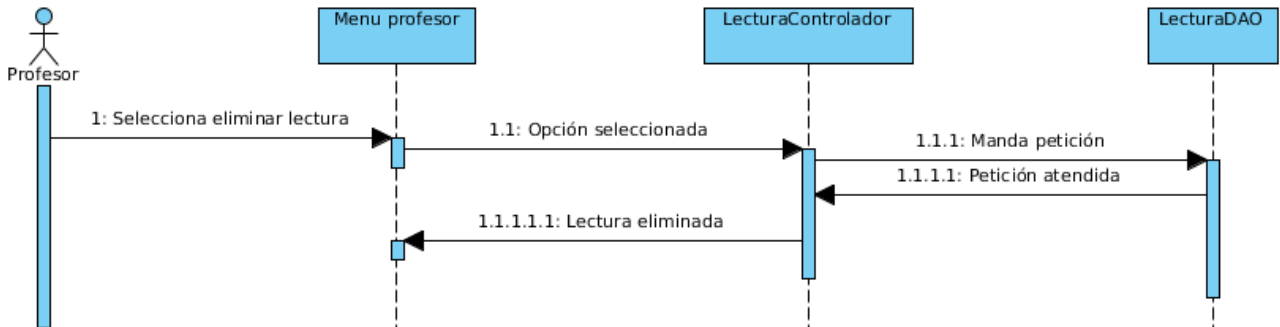 Menu profesor
LecturaControlador
LecturaDAO
Profesor
1: Selecciona eliminar lectura
1.1: Opción seleccionada
1.1.1: Manda petición
1.1.1.1: Petición atendida
1.1.1.1.1: Lectura eliminada